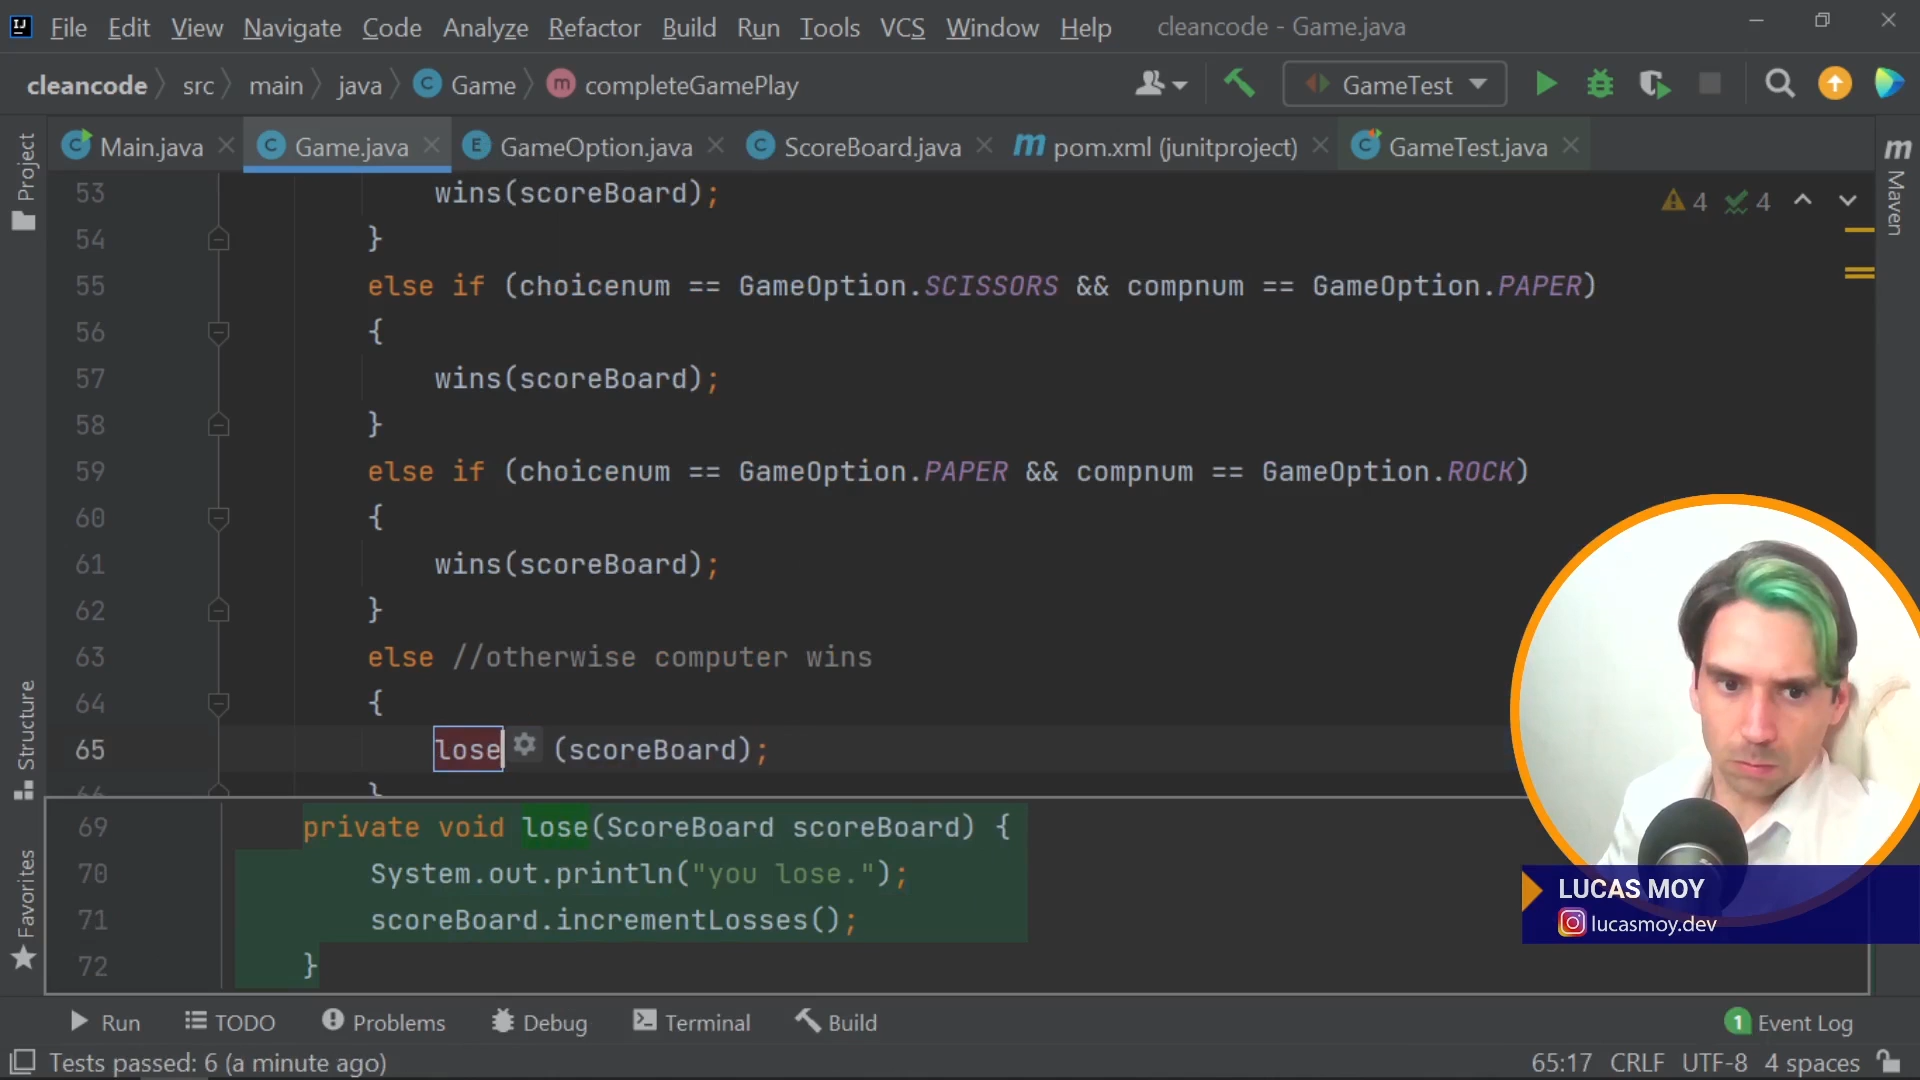 File Edit View Navigate Code Analyze Refactor Build Run Tools VCS Window Help cleancode - Game.java
cleancode src main java C Game m completeGamePlay GameTest
C Main.java C Game.java E GameOption.java C ScoreBoard.java m pom.xml (junitproject) C GameTest.java
Project
Structure
Favorites
m Maven
4 4
53 wins(scoreBoard);
54 }
55 else if (choicenum == GameOption.SCISSORS && compnum == GameOption.PAPER)
56 {
57 wins(scoreBoard);
58 }
59 else if (choicenum == GameOption.PAPER && compnum == GameOption.ROCK)
60 {
61 wins(scoreBoard);
62 }
63 else //otherwise computer wins
64 {
65 lose (scoreBoard);
66 }
69 private void lose(ScoreBoard scoreBoard) {
70 System.out.println("you lose.");
71 scoreBoard.incrementLosses();
72 }
LUCAS MOY
lucasmoy.dev
Run TODO Problems Debug Terminal Build 1 Event Log
Tests passed: 6 (a minute ago) 65:17 CRLF UTF-8 4 spaces